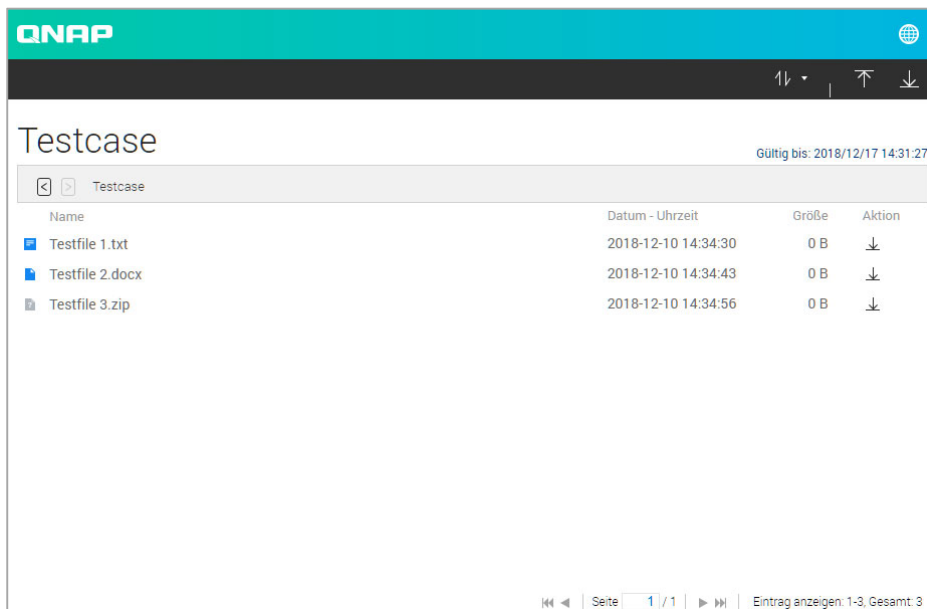 QNAP
Testcase
Gültig bis: 2018/12/17 14:31:27
Testcase
Name Datum - Uhrzeit Größe Aktion
Testfile 1.txt 2018-12-10 14:34:30 0 B
Testfile 2.docx 2018-12-10 14:34:43 0 B
Testfile 3.zip 2018-12-10 14:34:56 0 B
Seite 1 / 1 Eintrag anzeigen: 1-3, Gesamt: 3